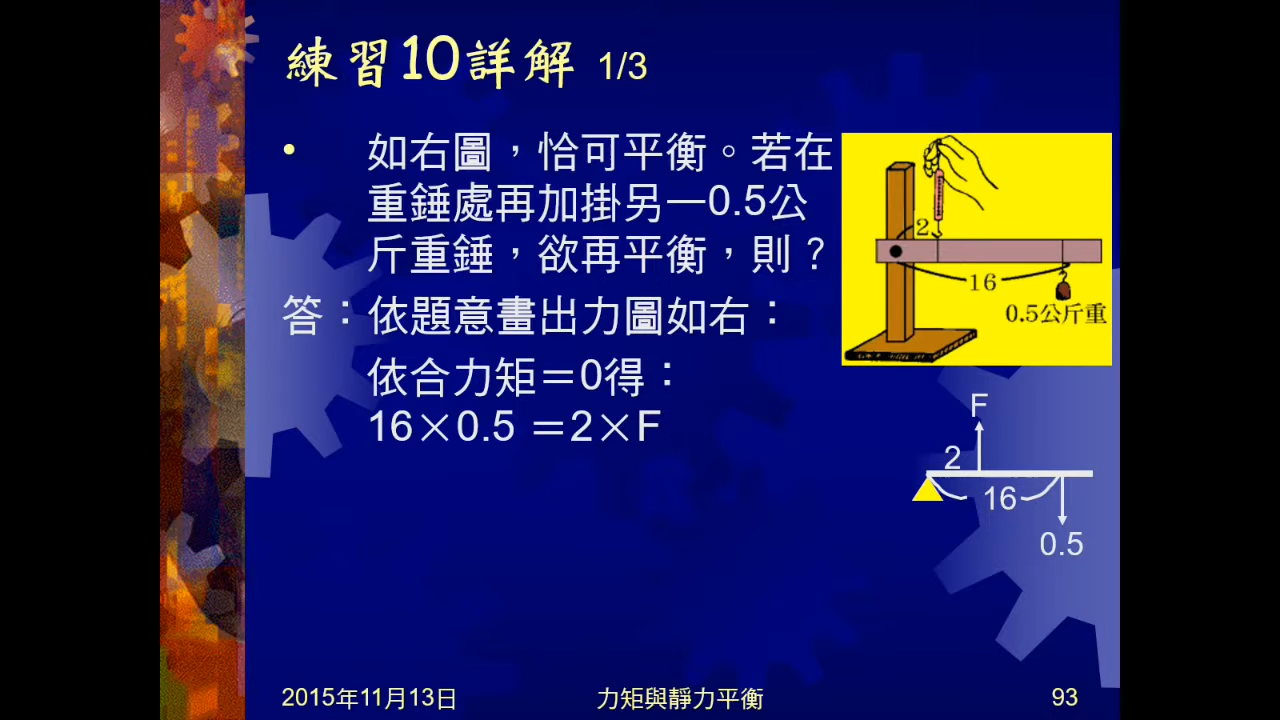 練習10詳解 1/3
• 如右圖，恰可平衡。若在
重錘處再加掛另一0.5公
斤重錘，欲再平衡，則？
答：依題意畫出力圖如右：
依合力矩＝0得：
16×0.5 ＝2×F
2
16
0.5公斤重
F
2
16
0.5
2015年11月13日 力矩與靜力平衡 93